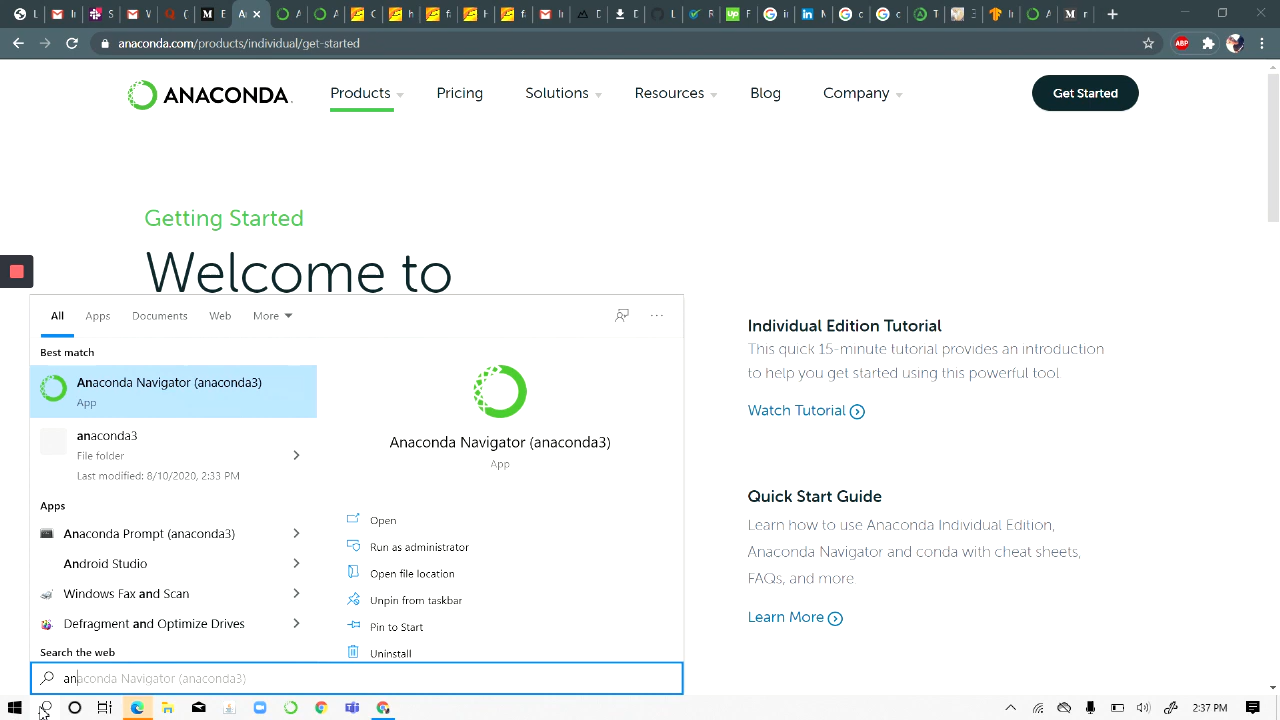 anaconda.com/products/individual/get-started
ABP
ANACONDA.
Products
Pricing
Solutions
Resources
Blog
Company
Get Started
Getting Started
Welcome to
All
Apps
Documents
Web
More
Best match
Anaconda Navigator (anaconda3)
App
anaconda3
File folder
Last modified: 8/10/2020, 2:33 PM
Apps
Anaconda Prompt (anaconda3)
Android Studio
Windows Fax and Scan
Defragment and Optimize Drives
Search the web
Anaconda Navigator (anaconda3)
App
Open
Run as administrator
Open file location
Unpin from taskbar
Pin to Start
Uninstall
anaconda Navigator (anaconda3)
Individual Edition Tutorial
This quick 15-minute tutorial provides an introduction
to help you get started using this powerful tool.
Watch Tutorial
Quick Start Guide
Learn how to use Anaconda Individual Edition,
Anaconda Navigator and conda with cheat sheets,
FAQs, and more.
Learn More
2:37 PM